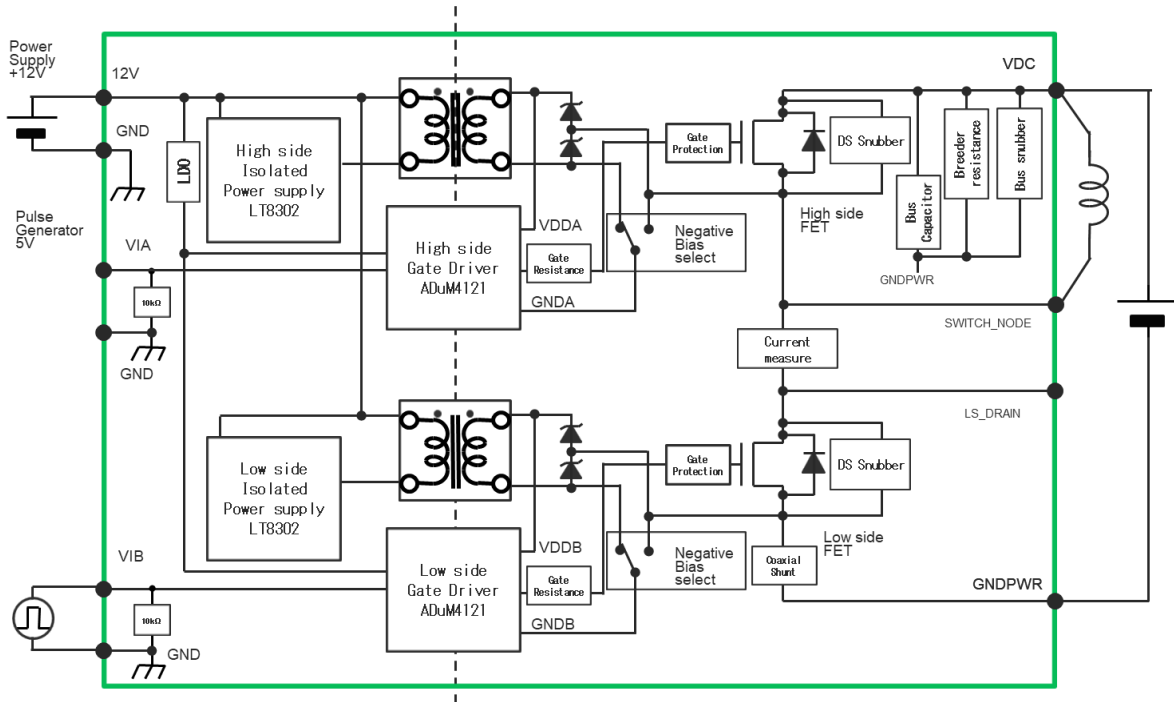 Power
Supply
+12V
12V
GND
LDO
High side
Isolated
Power supply
LT8302
Pulse
Generator
5V
VIA
10kΩ
GND
High side
Gate Driver
ADuM4121
VDDA
Gate
Resistance
GNDA
Negative
Bias
select
Gate
Protection
DS Snubber
High side
FET
VDC
Bus
Capacitor
Breeder
resistance
Bus snubber
GNDPWR
SWITCH_NODE
Current
measure
LS_DRAIN
Low side
Isolated
Power supply
LT8302
VIB
10kΩ
GND
Low side
Gate Driver
ADuM4121
VDDB
Gate
Resistance
GNDB
Negative
Bias
select
Gate
Protection
DS Snubber
Low side
FET
Coaxial
Shunt
GNDPWR